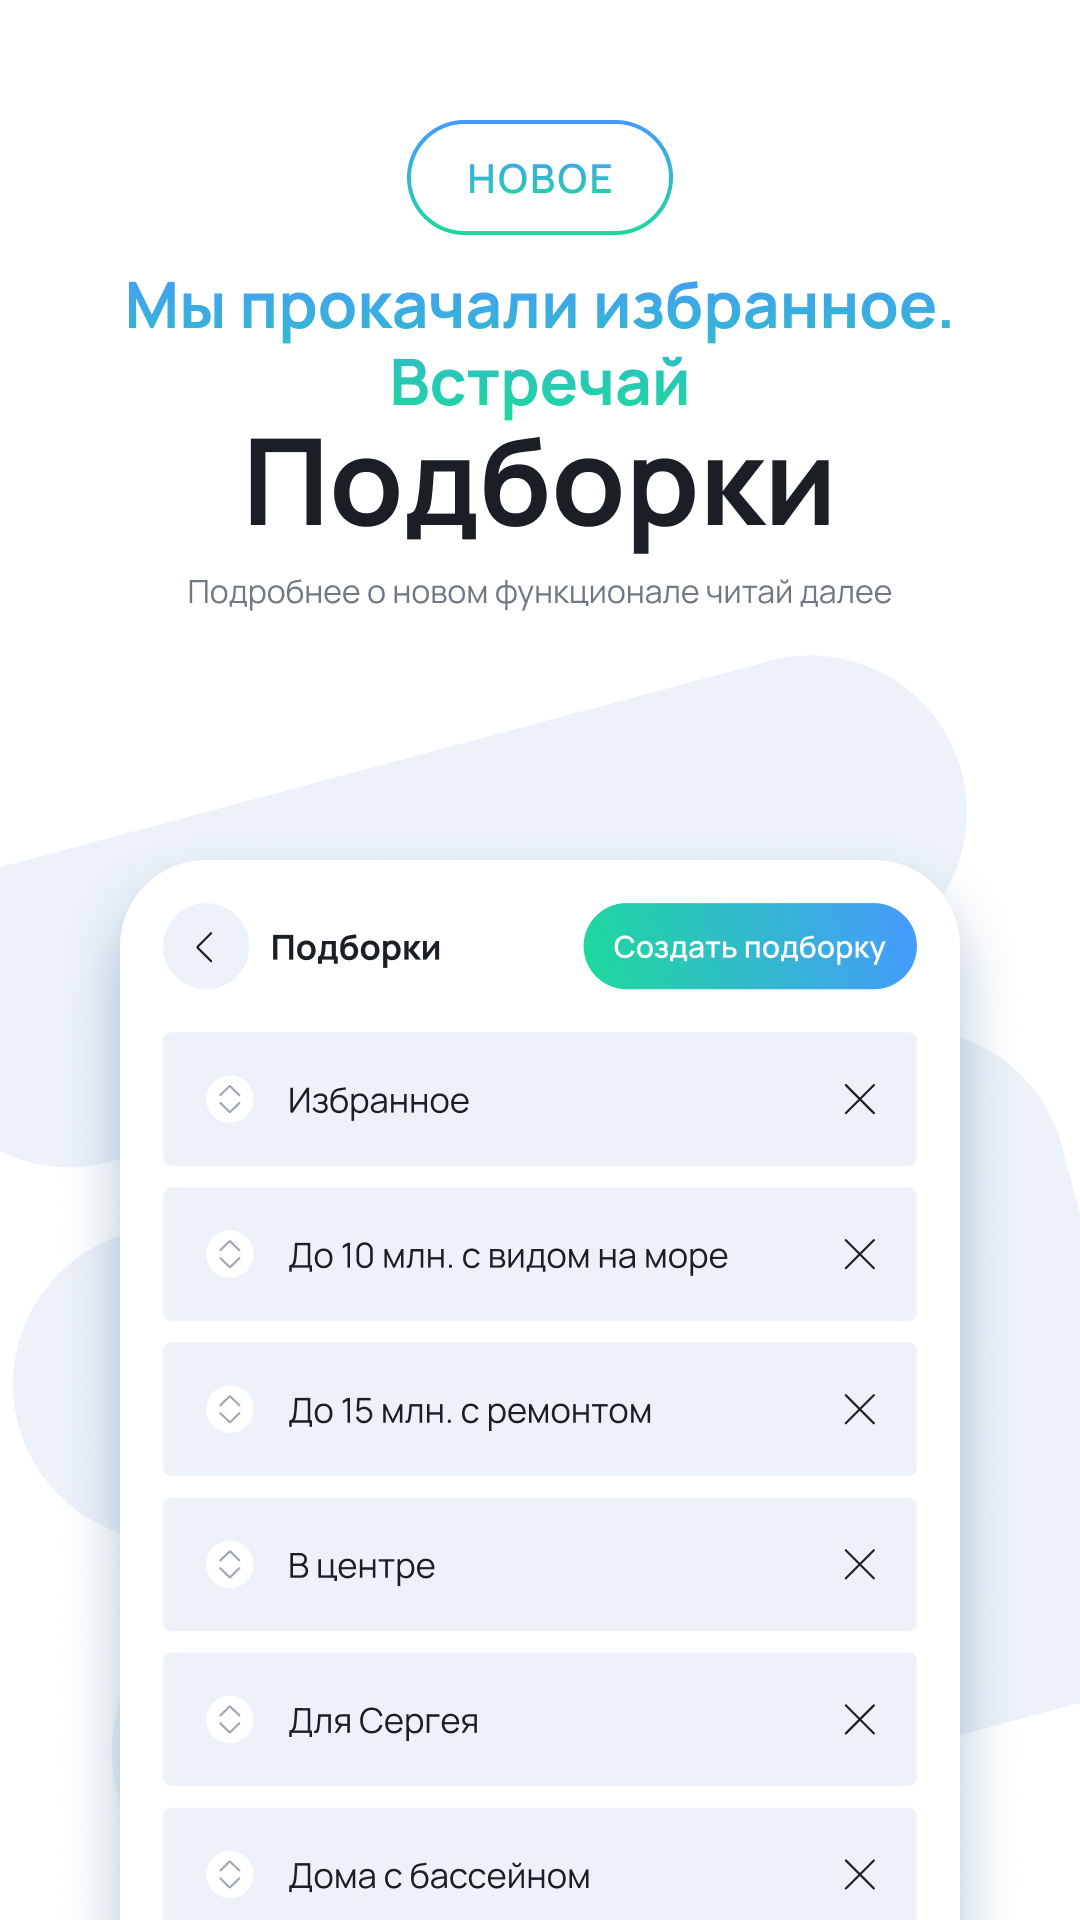 НОВОЕ
Мы прокачали избранное.
Встречай
Подборки
Подробнее о новом функционале читай далее
Подборки
Создать подборку
Избранное
До 10 млн. с видом на море
До 15 млн. с ремонтом
В центре
Для Сергея
Дома с бассейном